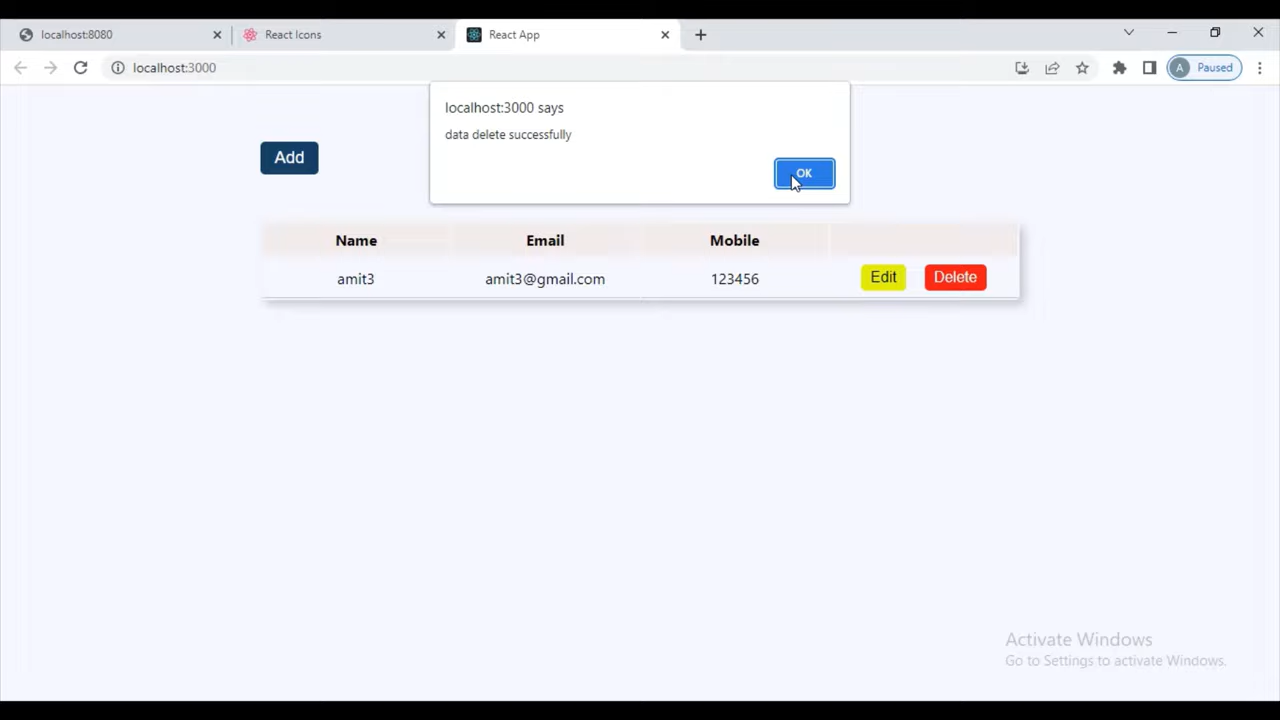 localhost:8080
React Icons
React App
localhost:3000
A Paused
localhost:3000 says
data delete successfully
OK
Add
Name Email Mobile
amit3 amit3@gmail.com 123456 Edit Delete
Activate Windows
Go to Settings to activate Windows.